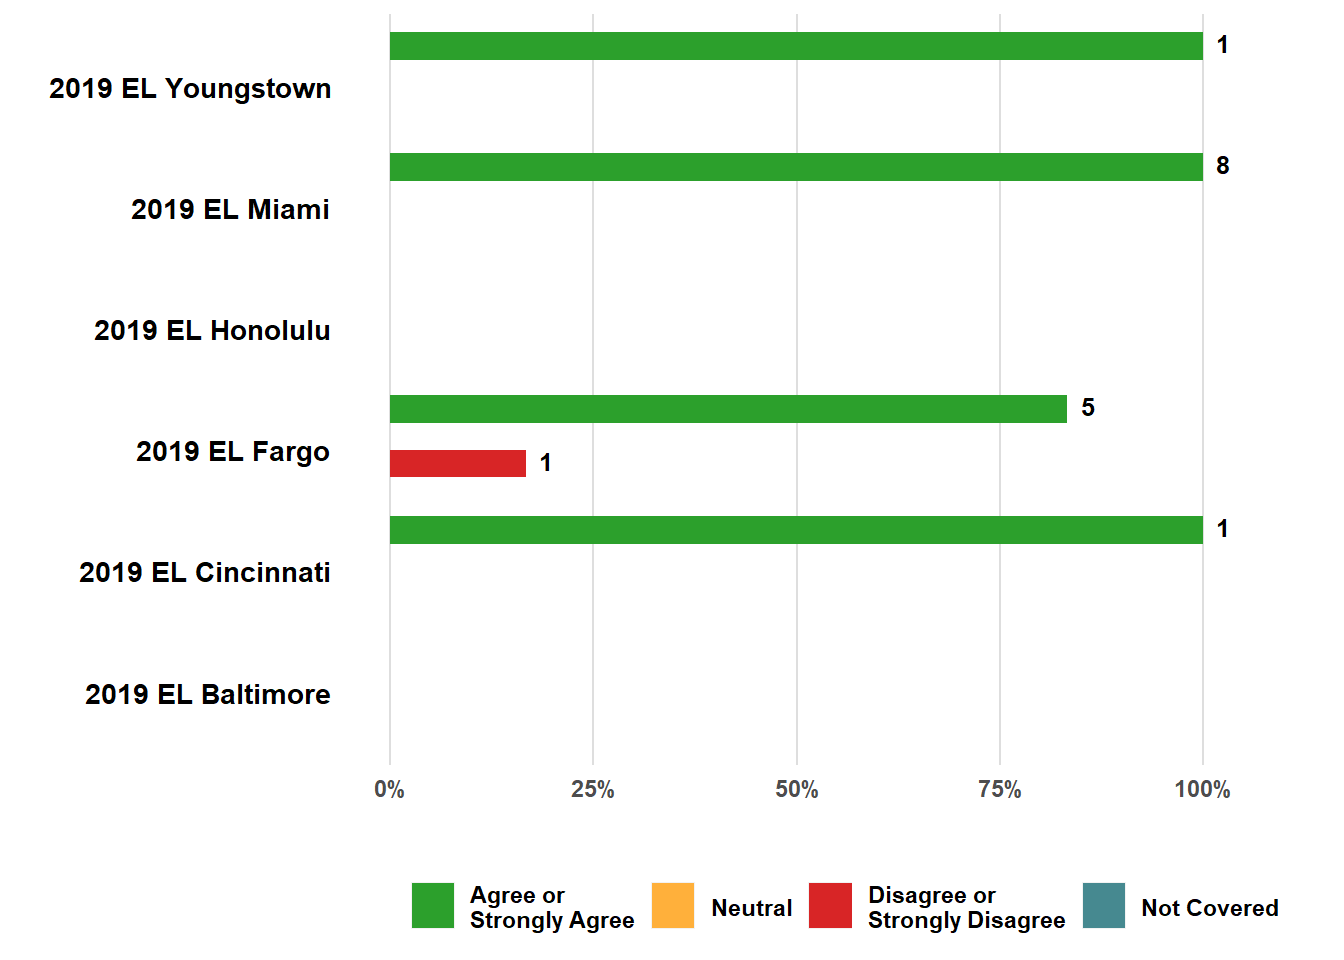 1
2019 EL Youngstown
8
2019 EL Miami
2019 EL Honolulu
5
2019 EL Fargo
1
1
2019 EL Cincinnati
2019 EL Baltimore
0% 25% 50% 75% 100%
Agree or
Strongly Agree
Neutral
Disagree or
Strongly Disagree
Not Covered